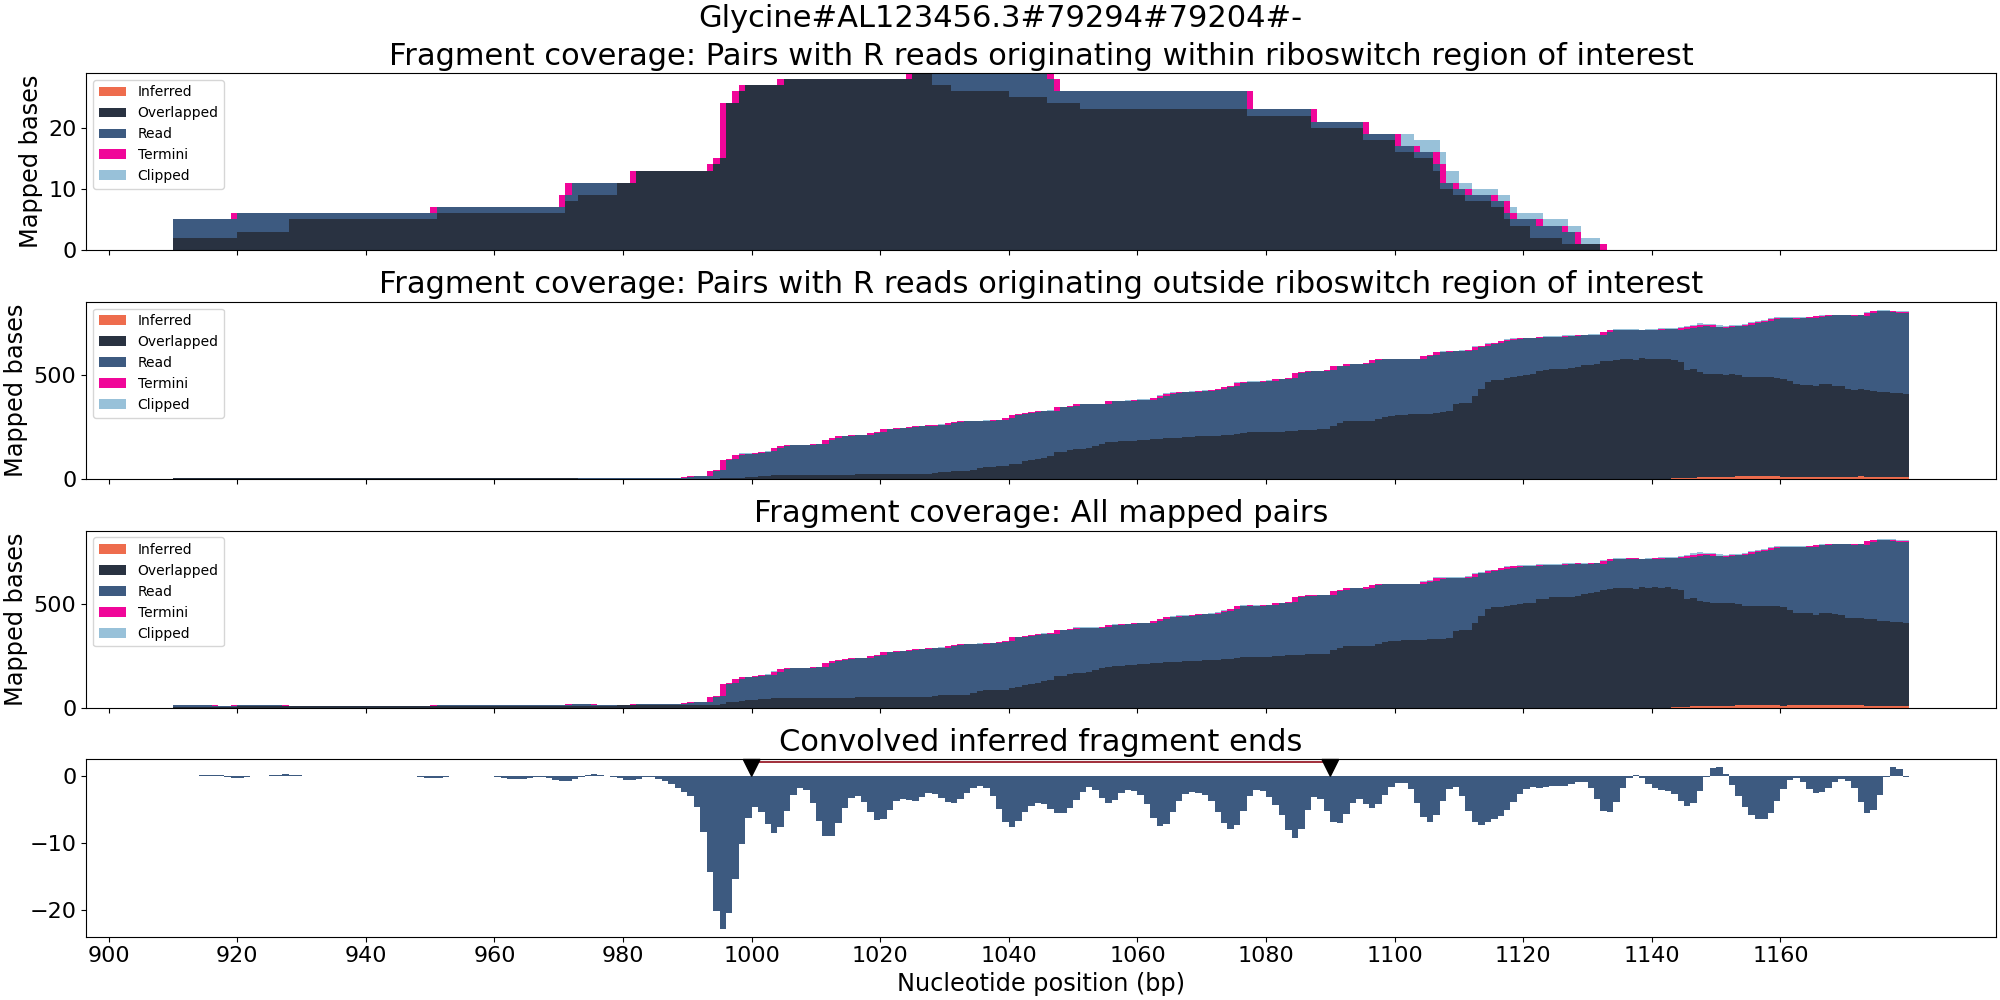 Glycine#AL123456.3#79294#79204#-
Fragment coverage: Pairs with R reads originating within riboswitch region of interest
Mapped bases
20
10
0
Inferred
Overlapped
Read
Termini
Clipped
Fragment coverage: Pairs with R reads originating outside riboswitch region of interest
Mapped bases
500
0
Inferred
Overlapped
Read
Termini
Clipped
Fragment coverage: All mapped pairs
Mapped bases
500
0
Inferred
Overlapped
Read
Termini
Clipped
Convolved inferred fragment ends
0
−10
−20
900 920 940 960 980 1000 1020 1040 1060 1080 1100 1120 1140 1160
Nucleotide position (bp)